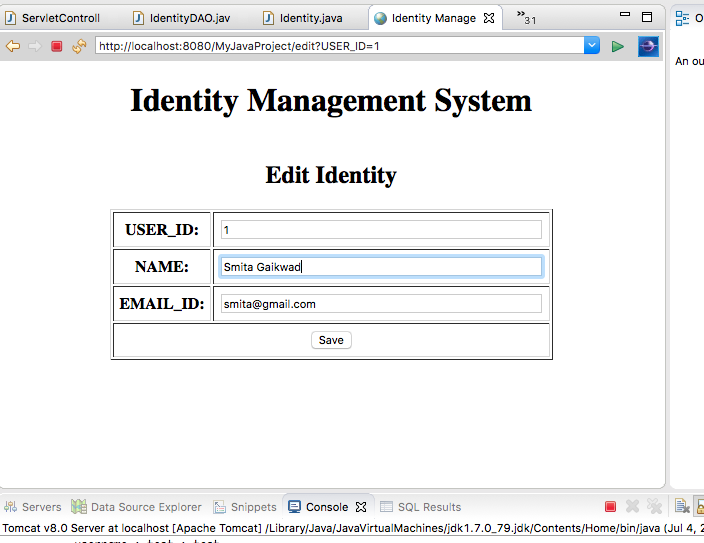 ServletControll IdentityDAO.jav Identity.java Identity Manage 31
http://localhost:8080/MyJavaProject/edit?USER_ID=1
An ou
Identity Management System
Edit Identity
USER_ID: 1
NAME: Smita Gaikwad
EMAIL_ID: smita@gmail.com
Save
Servers Data Source Explorer Snippets Console SQL Results
Tomcat v8.0 Server at localhost [Apache Tomcat] /Library/Java/JavaVirtualMachines/jdk1.7.0_79.jdk/Contents/Home/bin/java (Jul 4, 2